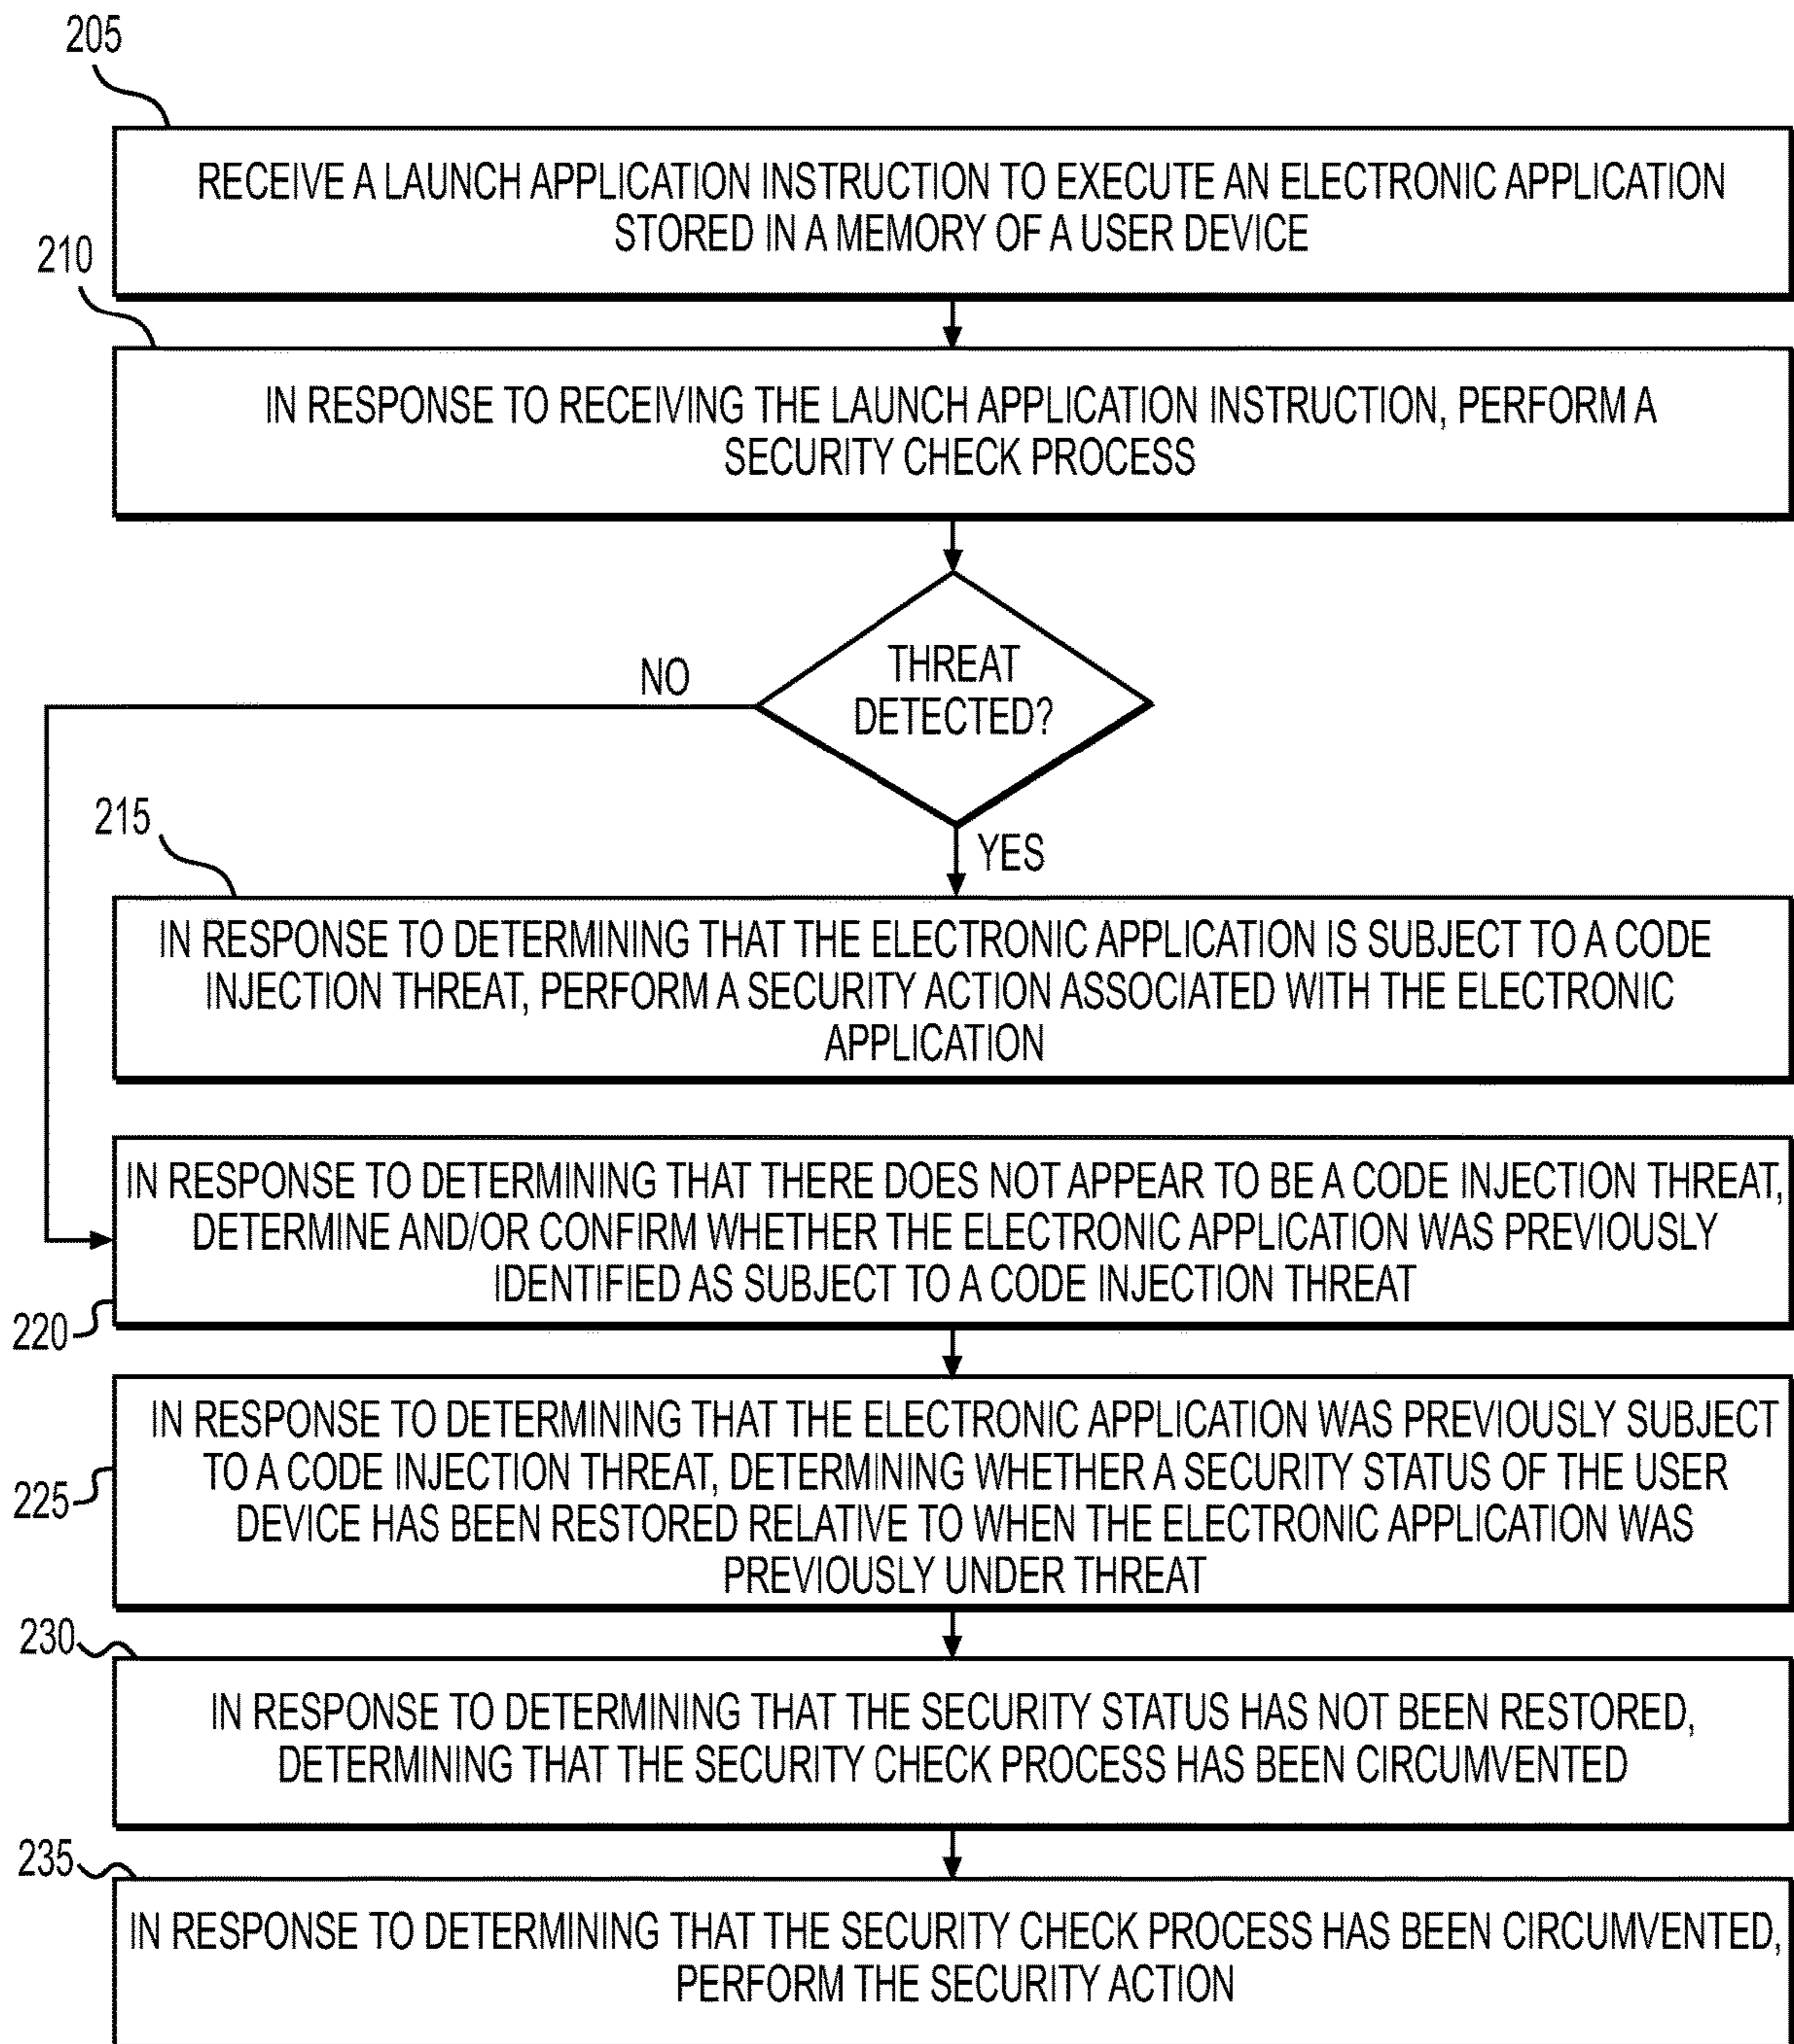 205
RECEIVE A LAUNCH APPLICATION INSTRUCTION TO EXECUTE AN ELECTRONIC APPLICATION
STORED IN A MEMORY OF A USER DEVICE
210
IN RESPONSE TO RECEIVING THE LAUNCH APPLICATION INSTRUCTION, PERFORM A
SECURITY CHECK PROCESS
THREAT
DETECTED?
NO
YES
215
IN RESPONSE TO DETERMINING THAT THE ELECTRONIC APPLICATION IS SUBJECT TO A CODE
INJECTION THREAT, PERFORM A SECURITY ACTION ASSOCIATED WITH THE ELECTRONIC
APPLICATION
IN RESPONSE TO DETERMINING THAT THERE DOES NOT APPEAR TO BE A CODE INJECTION THREAT,
DETERMINE AND/OR CONFIRM WHETHER THE ELECTRONIC APPLICATION WAS PREVIOUSLY
IDENTIFIED AS SUBJECT TO A CODE INJECTION THREAT
220
IN RESPONSE TO DETERMINING THAT THE ELECTRONIC APPLICATION WAS PREVIOUSLY SUBJECT
TO A CODE INJECTION THREAT, DETERMINING WHETHER A SECURITY STATUS OF THE USER
DEVICE HAS BEEN RESTORED RELATIVE TO WHEN THE ELECTRONIC APPLICATION WAS
PREVIOUSLY UNDER THREAT
225
230
IN RESPONSE TO DETERMINING THAT THE SECURITY STATUS HAS NOT BEEN RESTORED,
DETERMINING THAT THE SECURITY CHECK PROCESS HAS BEEN CIRCUMVENTED
235
IN RESPONSE TO DETERMINING THAT THE SECURITY CHECK PROCESS HAS BEEN CIRCUMVENTED,
PERFORM THE SECURITY ACTION